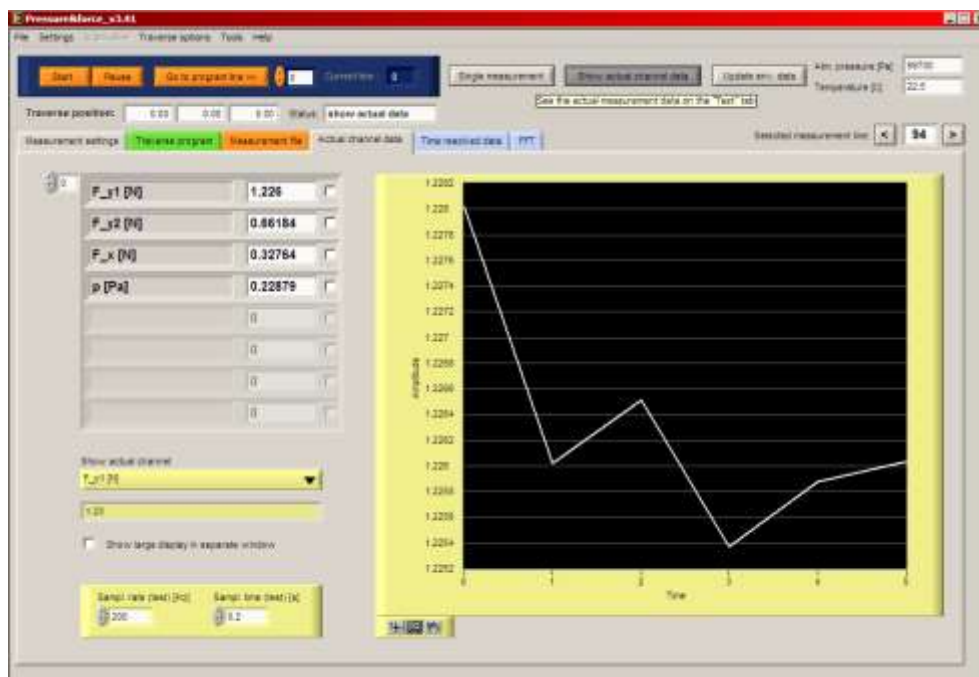 Pressure&force_v3.41
File Settings Traverse options Tools Help
Start Pause Go to program line >> 0 Current line 0
Single measurement Show actual channel data Update env. data
Atm. pressure [Pa] 99700
Temperature [C] 22.5
See the actual measurement data on the "Test" tab
Traverse position: 0.00 0.00 0.00 Status: show actual data
Measurement settings Traverse program Measurement file Actual channel data Time resolved data FFT
Selected measurement line < 94 >
0
F_y1 [N] 1.226
F_y2 [N] 0.66184
F_x [N] 0.32764
p [Pa] 0.22879
0
0
0
0
Show actual channel
F_y1 [N]
1.23
Show large display in separate window
Sampl. rate (test) [Hz] Sampl. time (test) [s]
200 0.2
Amplitude
1.228
1.2278
1.2276
1.2274
1.2272
1.227
1.2268
1.2266
1.2264
1.2262
1.226
1.2258
1.2256
1.2254
1.2252
0 1 2 3 4 5
Time